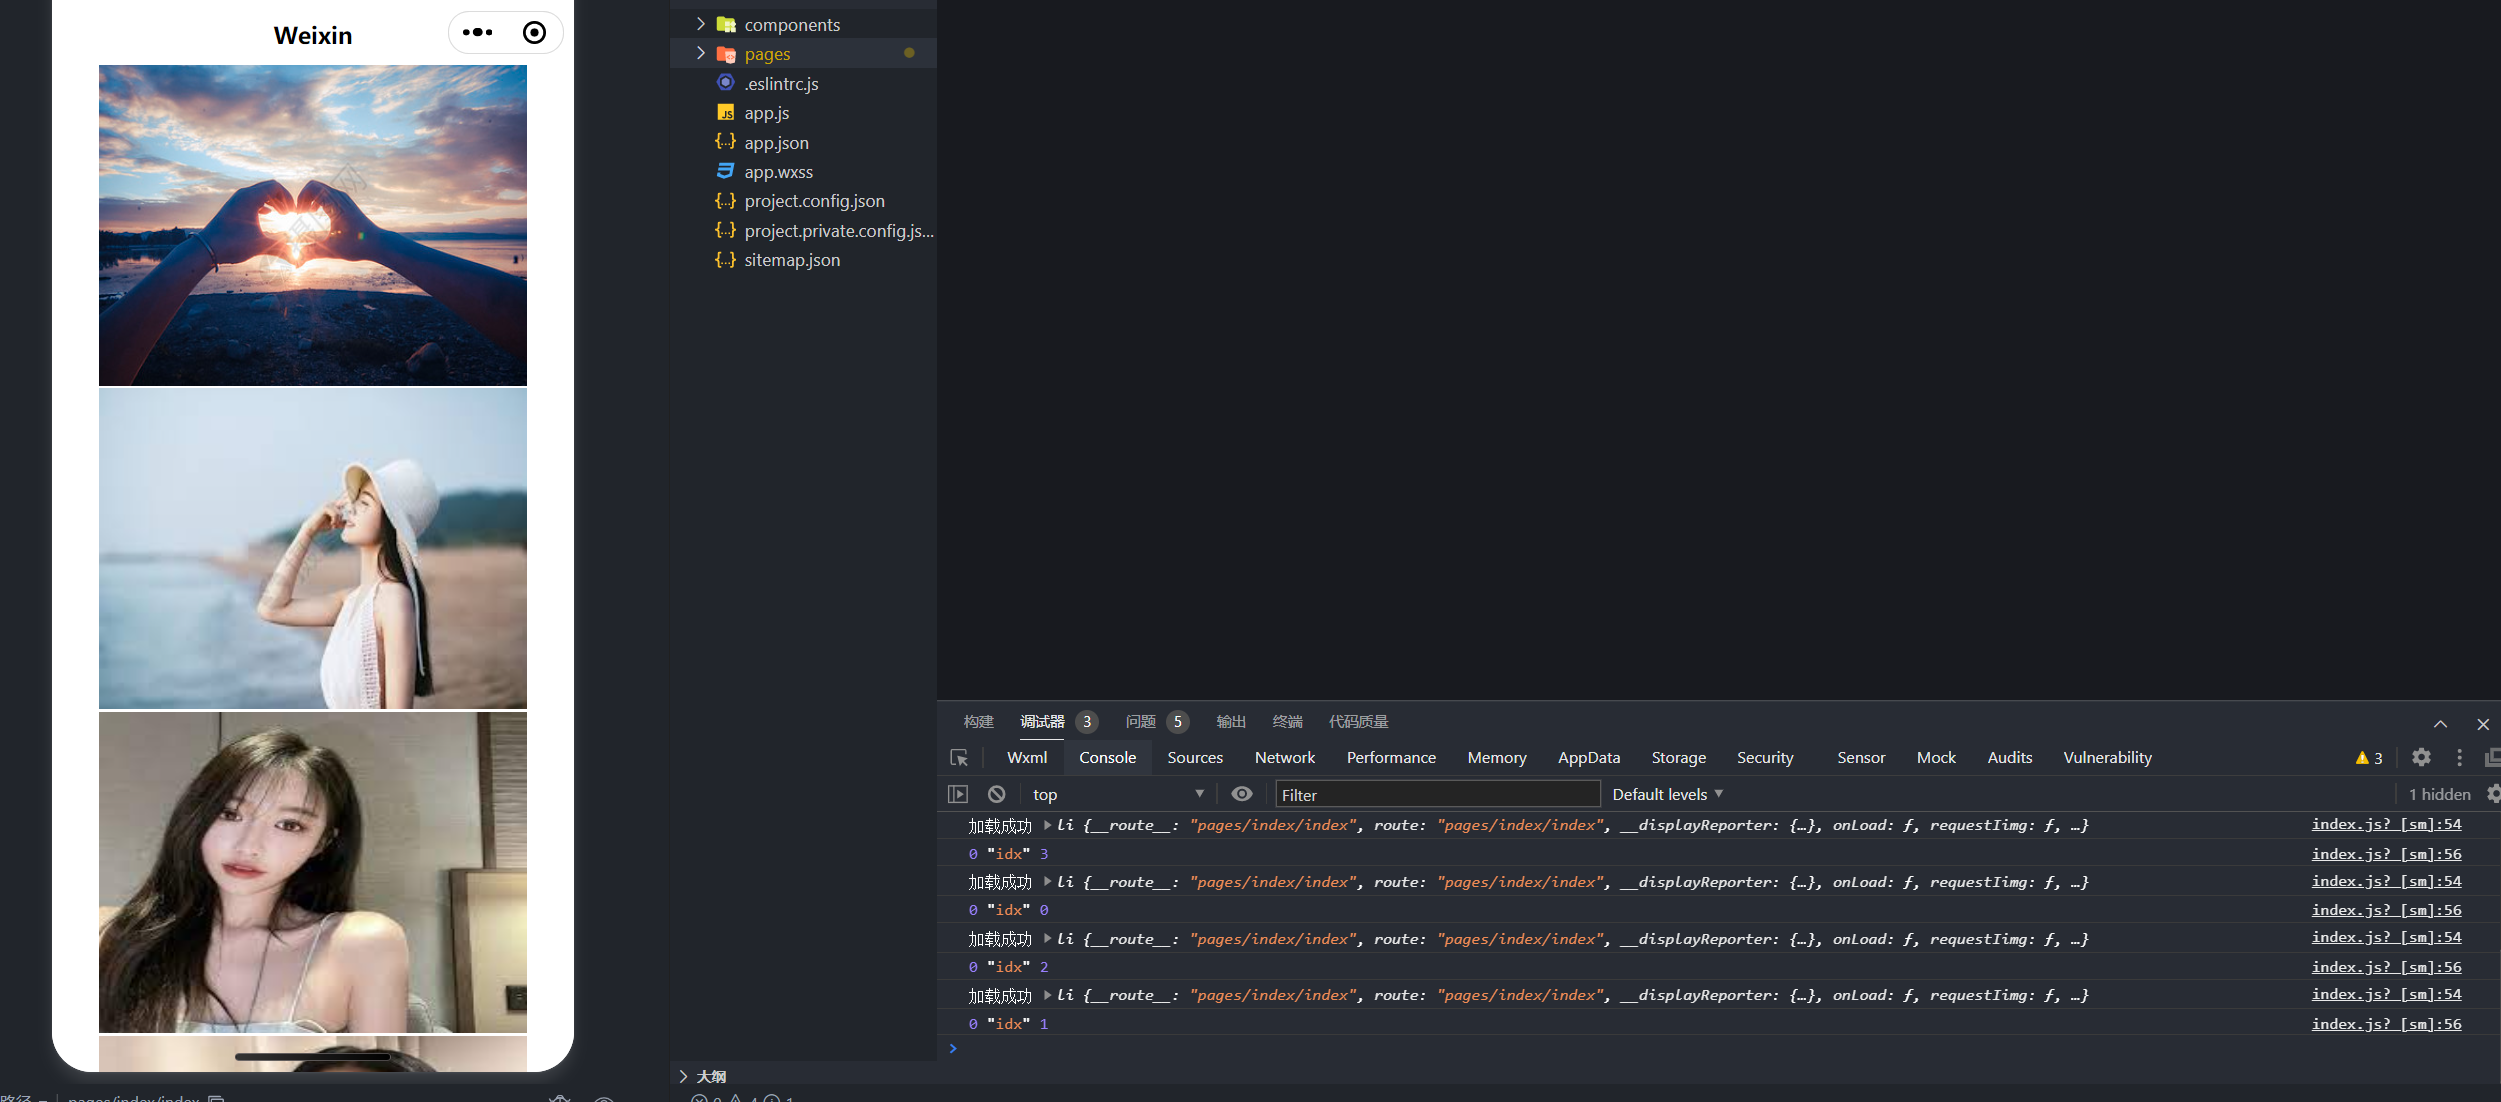 Weixin
components
pages
.eslintrc.js
app.js
app.json
app.wxss
project.config.json
project.private.config.js...
sitemap.json
大纲
构建 调试器 3 问题 5 输出 终端 代码质量
Wxml Console Sources Network Performance Memory AppData Storage Security Sensor Mock Audits Vulnerability 3
top Filter Default levels 1 hidden
加载成功 li {__route__: "pages/index/index", route: "pages/index/index", __displayReporter: {…}, onLoad: ƒ, requestIimg: ƒ, …} index.js? [sm]:54
0 "idx" 3 index.js? [sm]:56
加载成功 li {__route__: "pages/index/index", route: "pages/index/index", __displayReporter: {…}, onLoad: ƒ, requestIimg: ƒ, …} index.js? [sm]:54
0 "idx" 0 index.js? [sm]:56
加载成功 li {__route__: "pages/index/index", route: "pages/index/index", __displayReporter: {…}, onLoad: ƒ, requestIimg: ƒ, …} index.js? [sm]:54
0 "idx" 2 index.js? [sm]:56
加载成功 li {__route__: "pages/index/index", route: "pages/index/index", __displayReporter: {…}, onLoad: ƒ, requestIimg: ƒ, …} index.js? [sm]:54
0 "idx" 1 index.js? [sm]:56
pages/index/index